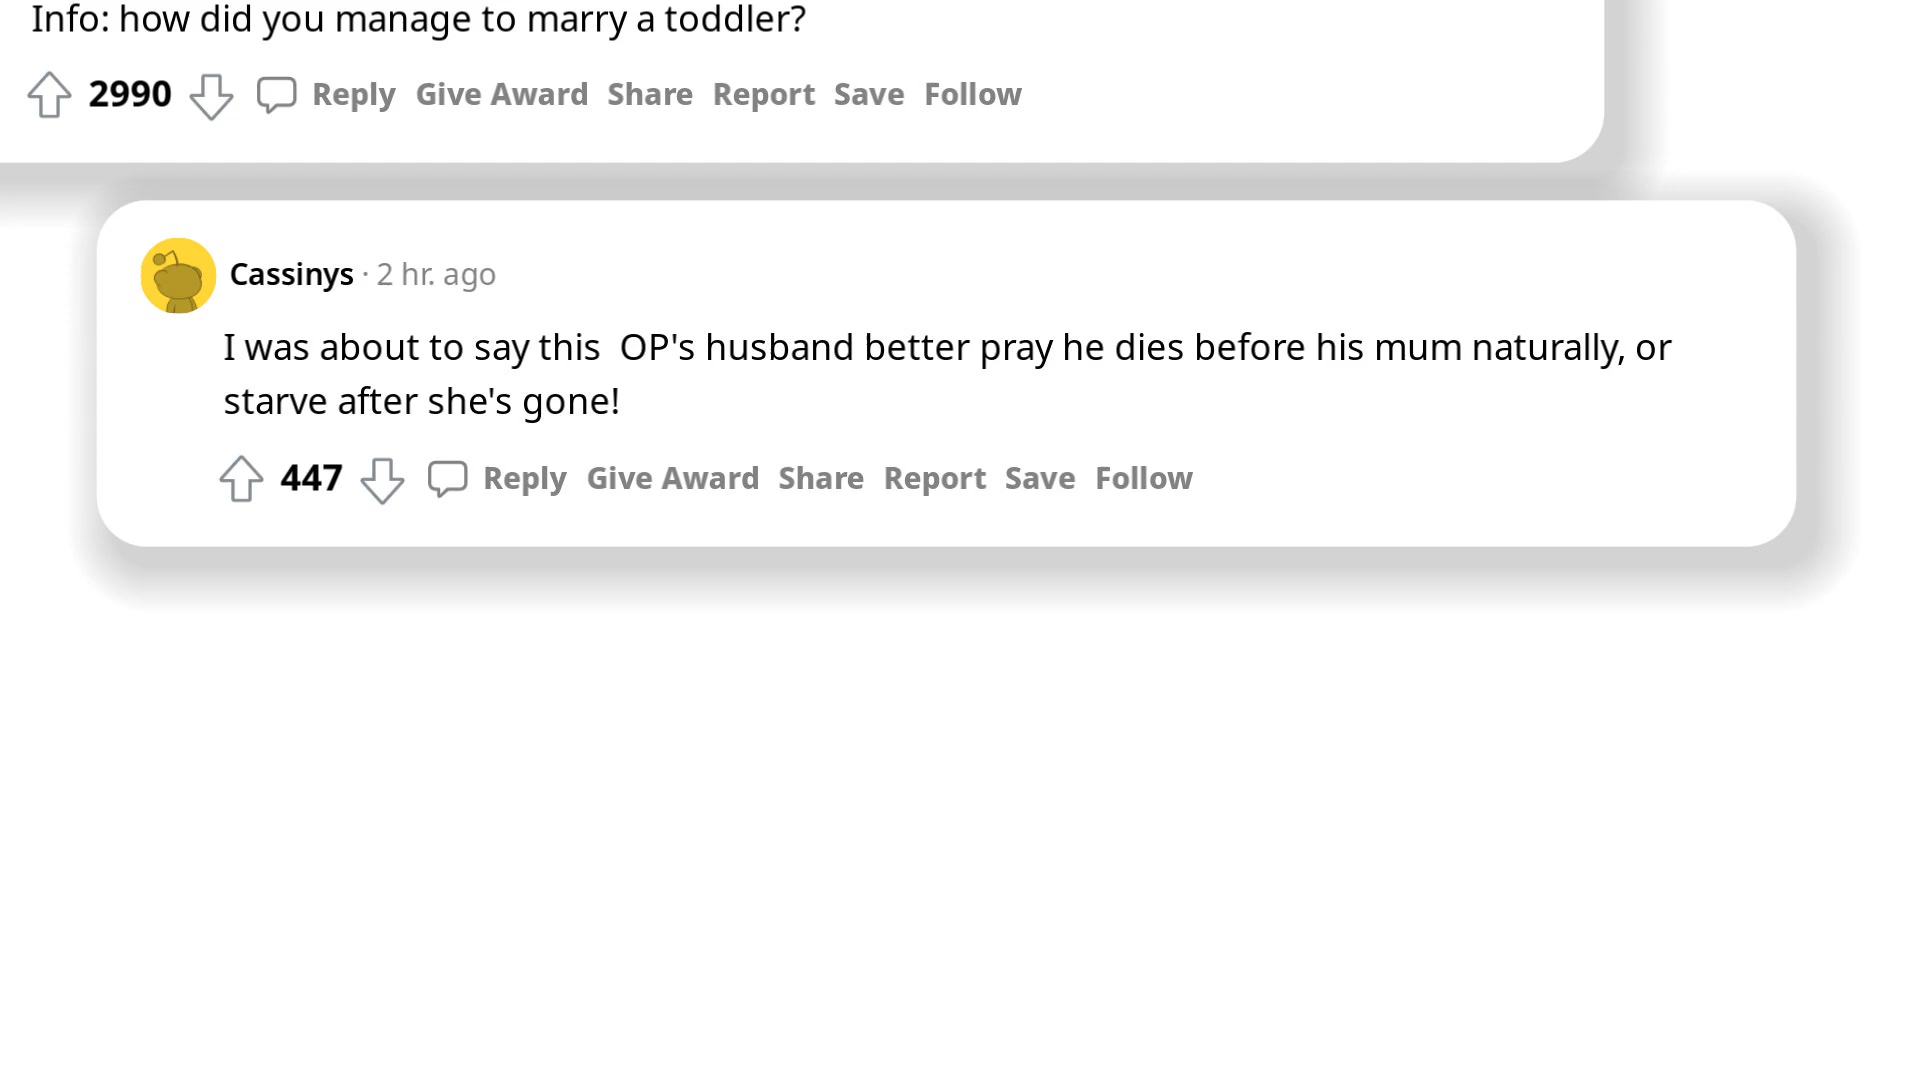 Info: how did you manage to marry a toddler?
2990 Reply Give Award Share Report Save Follow
Cassinys · 2 hr. ago
I was about to say this  OP's husband better pray he dies before his mum naturally, or
starve after she's gone!
447 Reply Give Award Share Report Save Follow